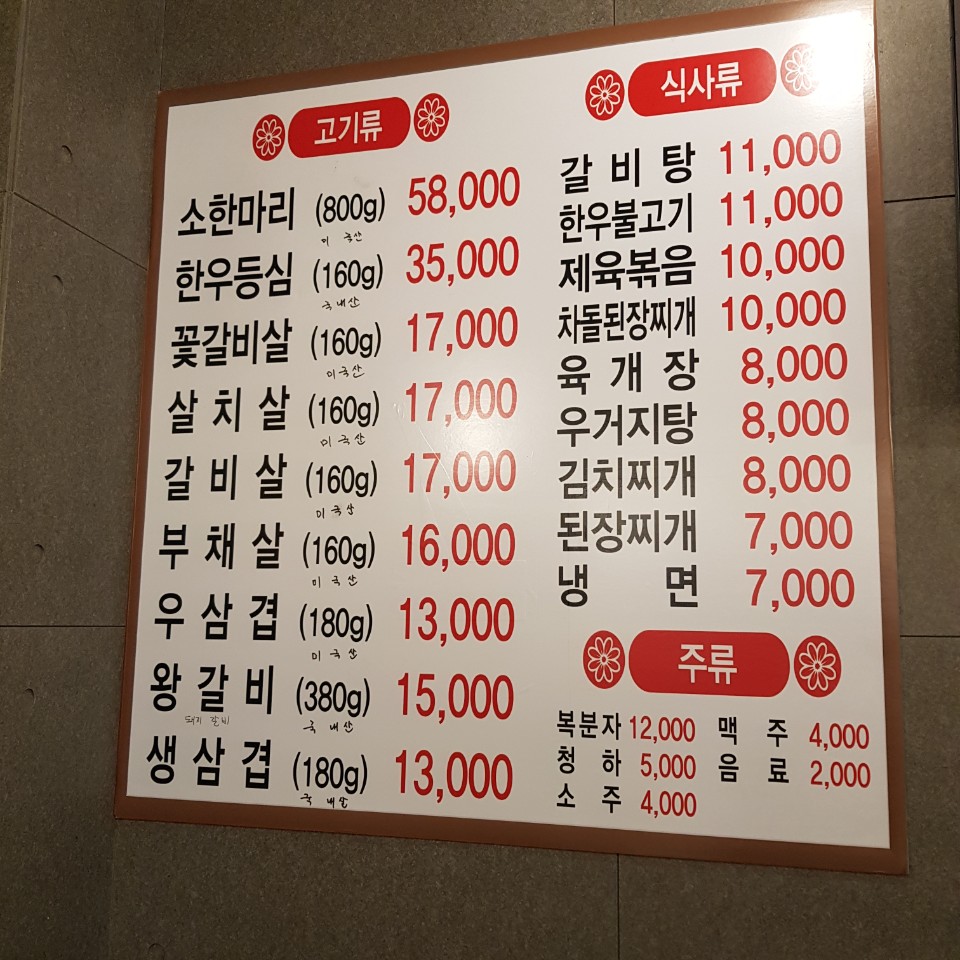 고기류
소한마리 (800g) 58,000
미국산
한우등심 (160g) 35,000
국내산
꽃갈비살 (160g) 17,000
미국산
살치살 (160g) 17,000
미국산
갈비살 (160g) 17,000
미국산
부채살 (160g) 16,000
미국산
우삼겹 (180g) 13,000
미국산
왕갈비 (380g) 15,000
돼지갈비 국내산
생삼겹 (180g) 13,000
국내산
식사류
갈비탕 11,000
한우불고기 11,000
제육볶음 10,000
차돌된장찌개 10,000
육개장 8,000
우거지탕 8,000
김치찌개 8,000
된장찌개 7,000
냉면 7,000
주류
복분자 12,000 맥주 4,000
청하 5,000 음료 2,000
소주 4,000